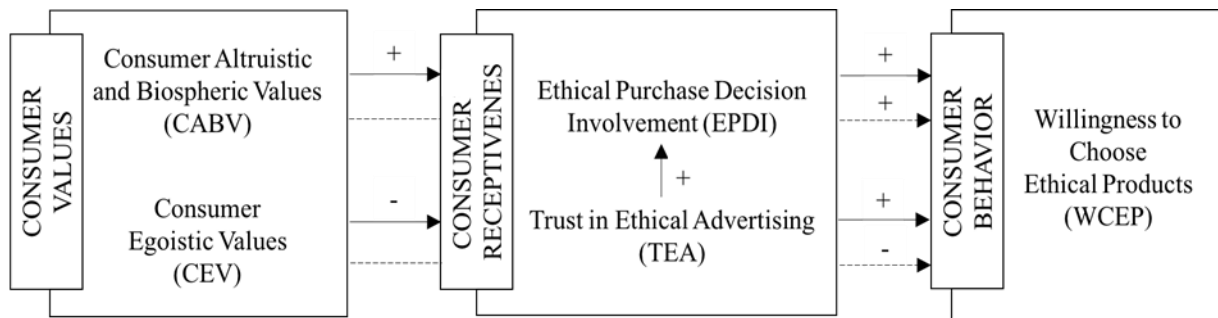 CONSUMER
VALUES
Consumer Altruistic
and Biospheric Values
(CABV)
Consumer
Egoistic Values
(CEV)
+
-
CONSUMER
RECEPTIVENES
Ethical Purchase Decision
Involvement (EPDI)
+
Trust in Ethical Advertising
(TEA)
+
+
+
-
CONSUMER
BEHAVIOR
Willingness to
Choose
Ethical Products
(WCEP)